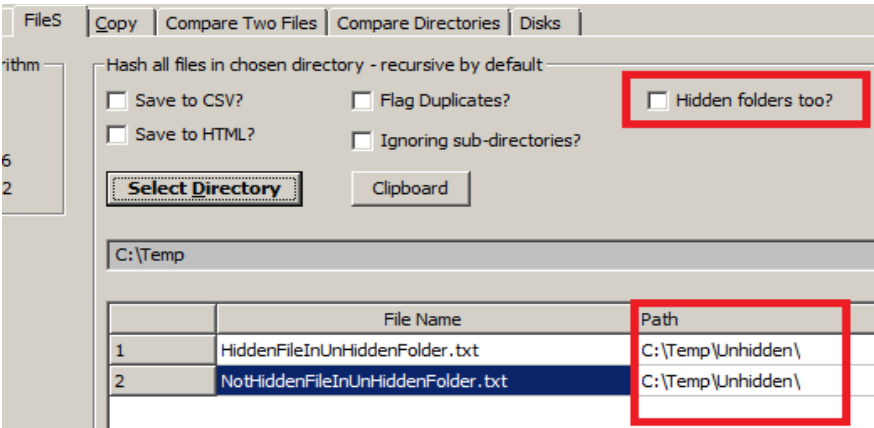 FileS Copy Compare Two Files Compare Directories Disks
rithm Hash all files in chosen directory - recursive by default
Save to CSV? Flag Duplicates? Hidden folders too?
Save to HTML? Ignoring sub-directories?
6
2 Select Directory Clipboard
C:\Temp
File Name Path
1 HiddenFileInUnHiddenFolder.txt C:\Temp\Unhidden\
2 NotHiddenFileInUnHiddenFolder.txt C:\Temp\Unhidden\